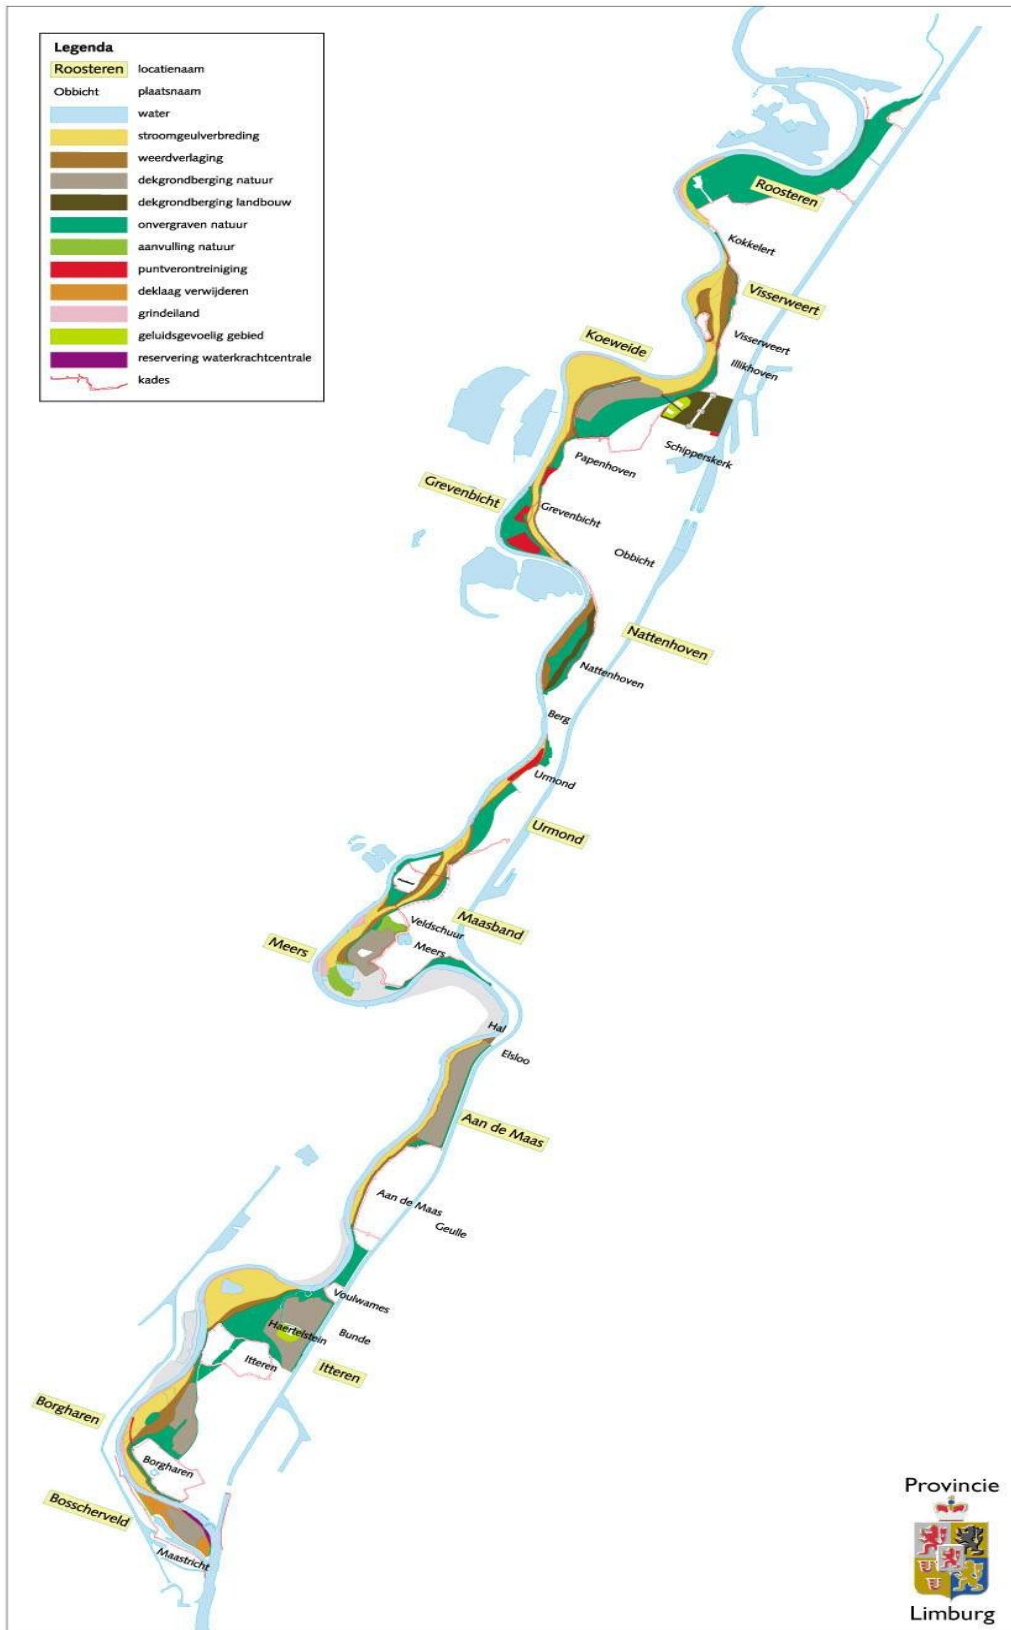 Legenda
Roosteren locatienaam
Obbicht plaatsnaam
water
stroomgeulverbreding
weerdverlaging
dekgrondberging natuur
dekgrondberging landbouw
onvergraven natuur
aanvulling natuur
puntverontreiniging
deklaag verwijderen
grindeiland
geluidsgevoelig gebied
reservering waterkrachtcentrale
kades
Roosteren
Kokkelert
Visserweert
Visserweert
Koeweide
Illikhoven
Schipperskerk
Papenhoven
Grevenbicht
Grevenbicht
Obbicht
Nattenhoven
Nattenhoven
Berg
Urmond
Urmond
Maasband
Veldschuur
Meers
Meers
Hal
Elsloo
Aan de Maas
Aan de Maas
Geulle
Voulwames
Haertelstein
Bunde
Itteren
Itteren
Borgharen
Borgharen
Bosscherveld
Maastricht
Provincie
Limburg